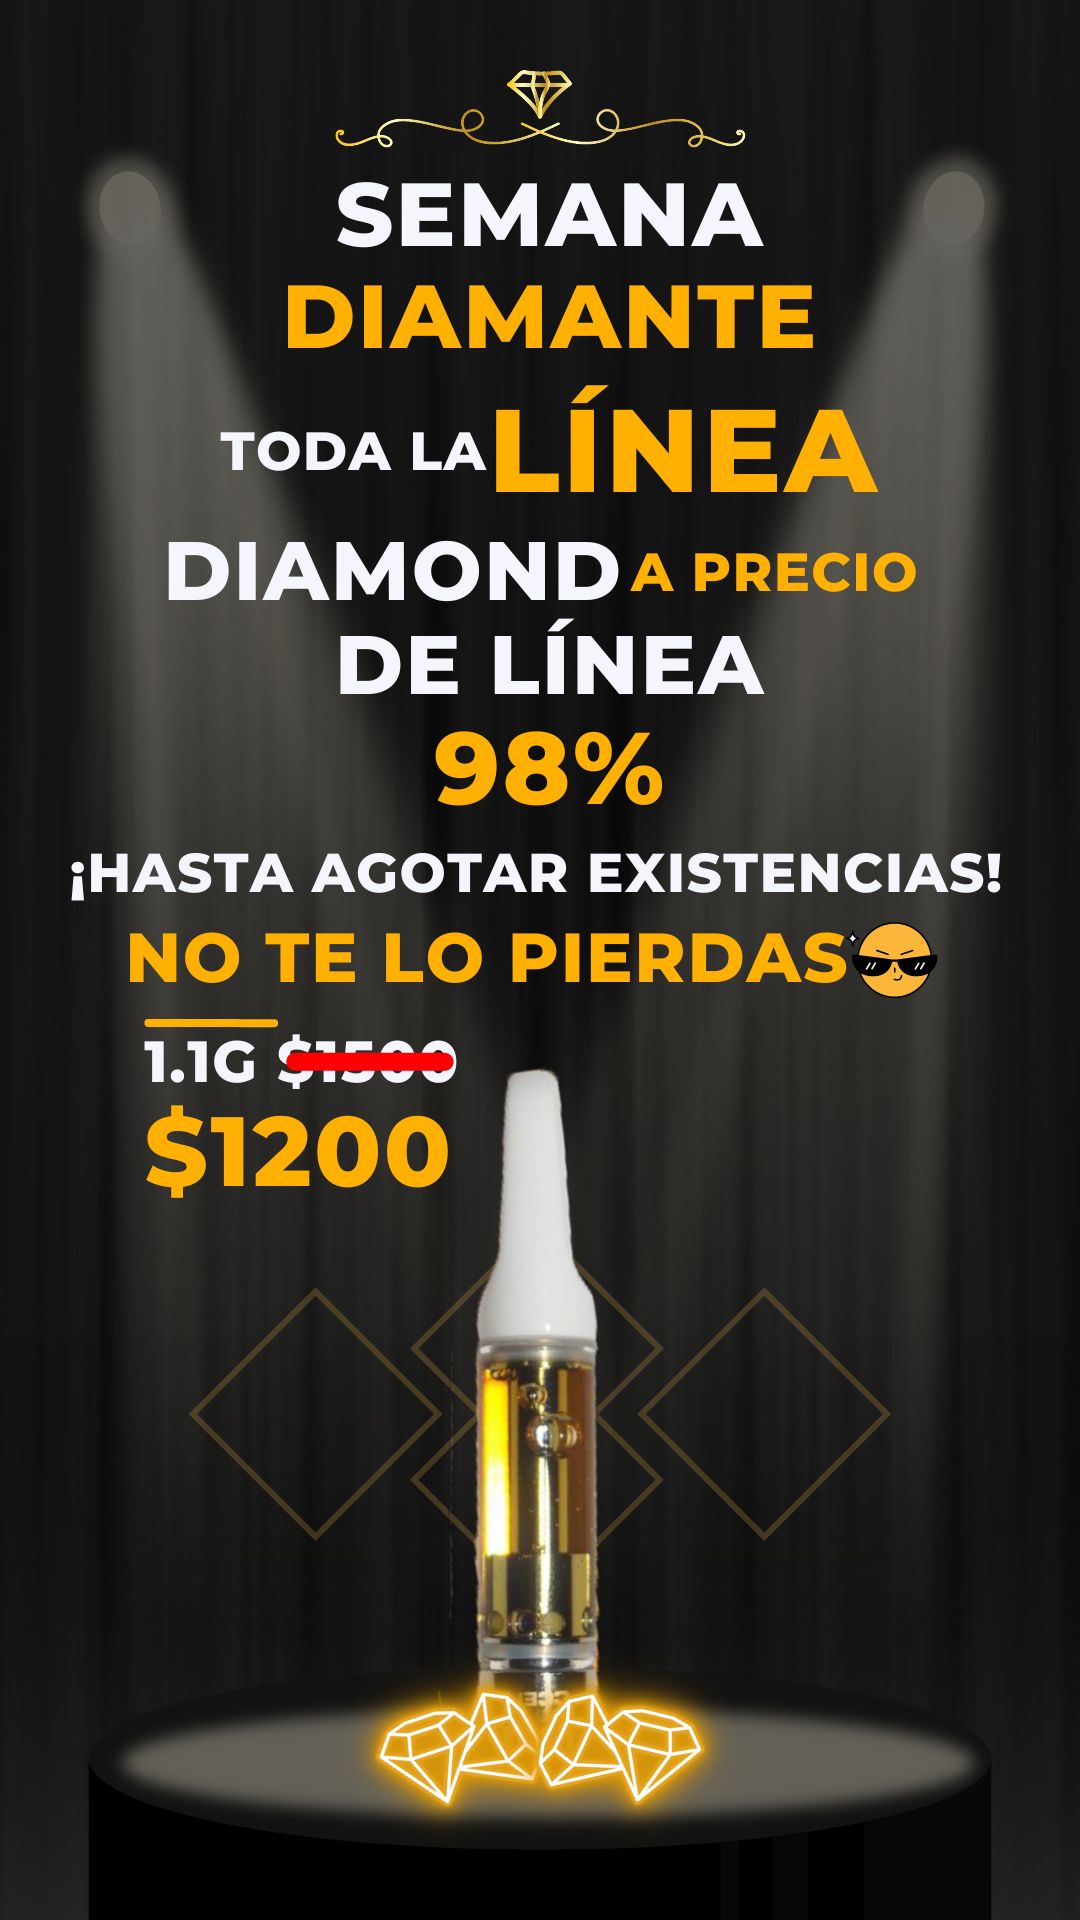 SEMANA
DIAMANTE
TODA LA LÍNEA
DIAMOND A PRECIO
DE LÍNEA
98%
¡HASTA AGOTAR EXISTENCIAS!
NO TE LO PIERDAS
1.1G $1500
$1200